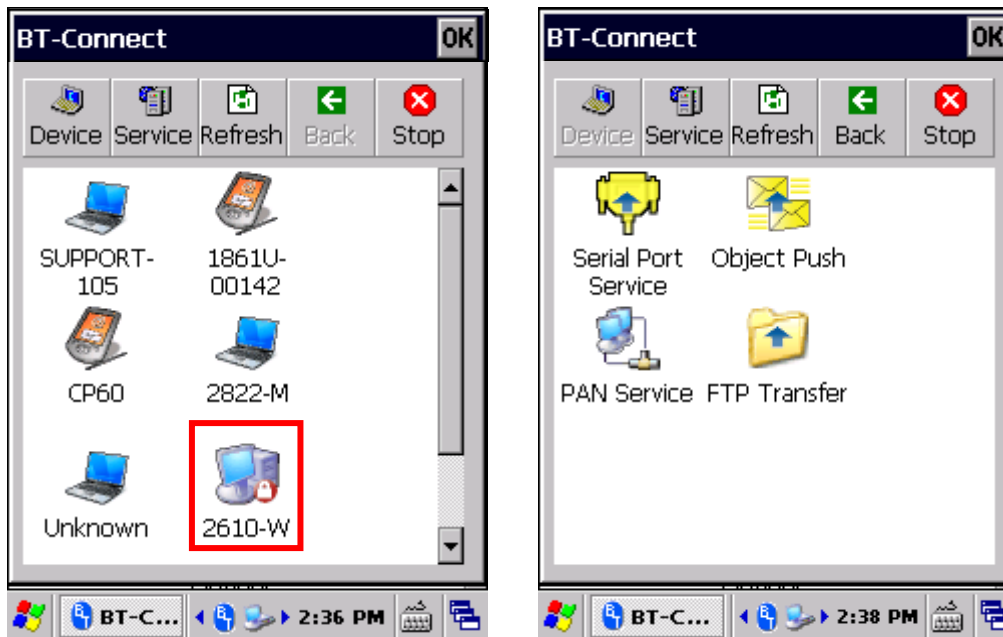 BT-Connect OK
Device Service Refresh Back Stop
SUPPORT-
105
1861U-
00142
CP60
2822-M
Unknown
2610-W
BT-C... 2:36 PM
BT-Connect OK
Device Service Refresh Back Stop
Serial Port
Service
Object Push
PAN Service
FTP Transfer
BT-C... 2:38 PM